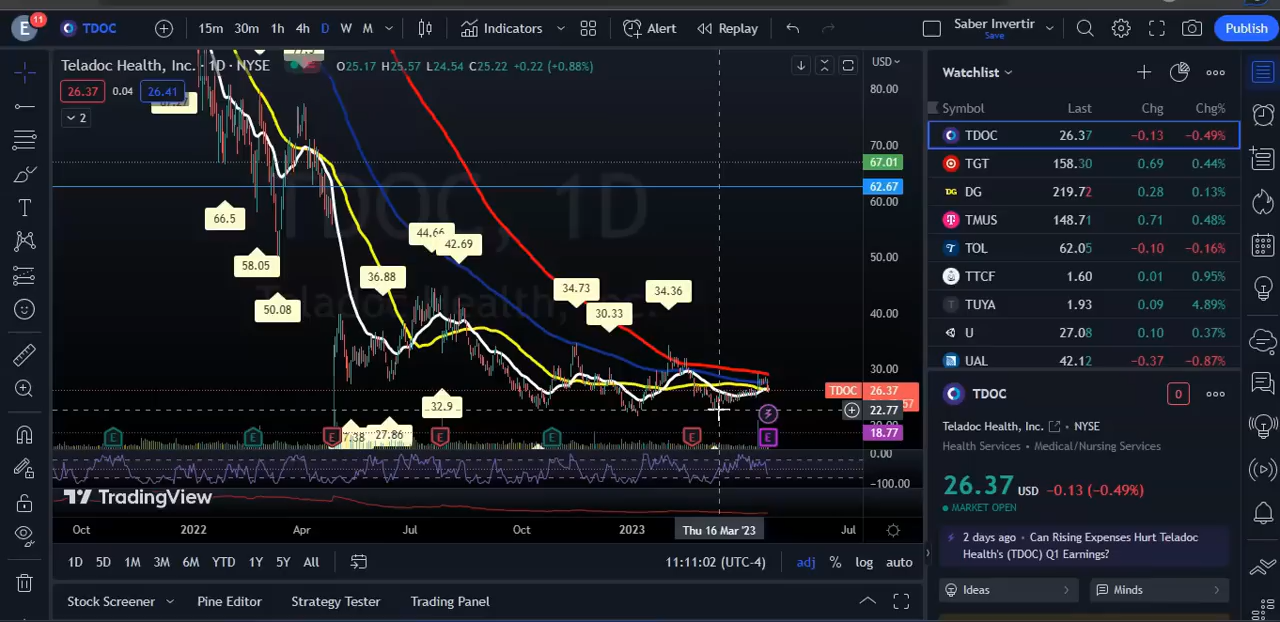 E 11 TDOC 15m 30m 1h 4h D W M Indicators Alert Replay Saber Invertir Save Publish
Teladoc Health, Inc. · 1D · NYSE O25.17 H25.57 L24.54 C25.22 +0.22 (+0.88%) USD
26.37 0.04 26.41
2
80.00
70.00
67.01
62.67
60.00
50.00
40.00
30.00
TDOC 26.37
22.77
18.77
0.00
−100.00
TDOC, 1D
Teladoc Health, Inc.
66.5
58.05
50.08
36.88
44.66
42.69
34.73
30.33
34.36
32.9
7.38
27.86
E E E E E E E
TradingView
Oct 2022 Apr Jul Oct 2023 Thu 16 Mar '23 Jul
1D 5D 1M 3M 6M YTD 1Y 5Y All 11:11:02 (UTC-4) adj % log auto
Stock Screener Pine Editor Strategy Tester Trading Panel
Watchlist
Symbol Last Chg Chg%
TDOC 26.37 −0.13 −0.49%
TGT 158.30 0.69 0.44%
DG DG 219.72 0.28 0.13%
TMUS 148.71 0.71 0.48%
TOL 62.05 −0.10 −0.16%
TTCF 1.60 0.01 0.95%
T TUYA 1.93 0.09 4.89%
U 27.08 0.10 0.37%
UAL 42.12 −0.37 −0.87%
TDOC 0
Teladoc Health, Inc. · NYSE
Health Services · Medical/Nursing Services
26.37 USD −0.13 (−0.49%)
MARKET OPEN
2 days ago · Can Rising Expenses Hurt Teladoc
Health's (TDOC) Q1 Earnings?
Ideas Minds